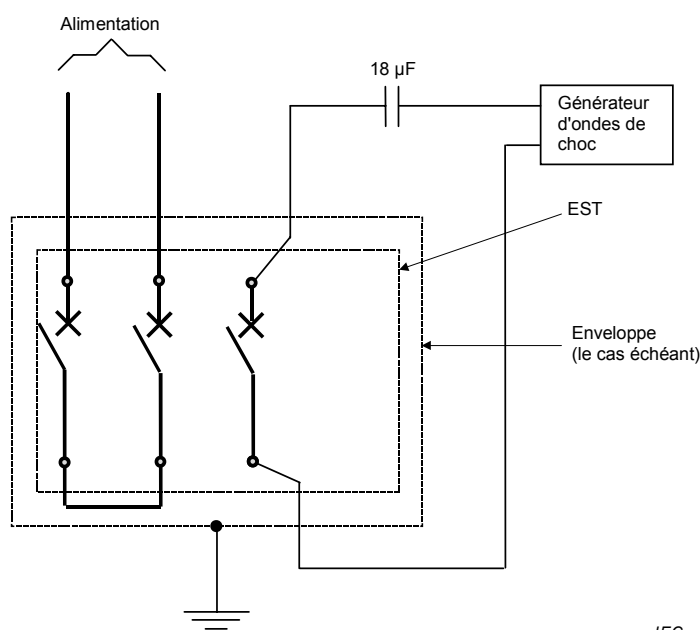 Alimentation
18 µF
Générateur
d'ondes de
choc
EST
Enveloppe
(le cas échéant)